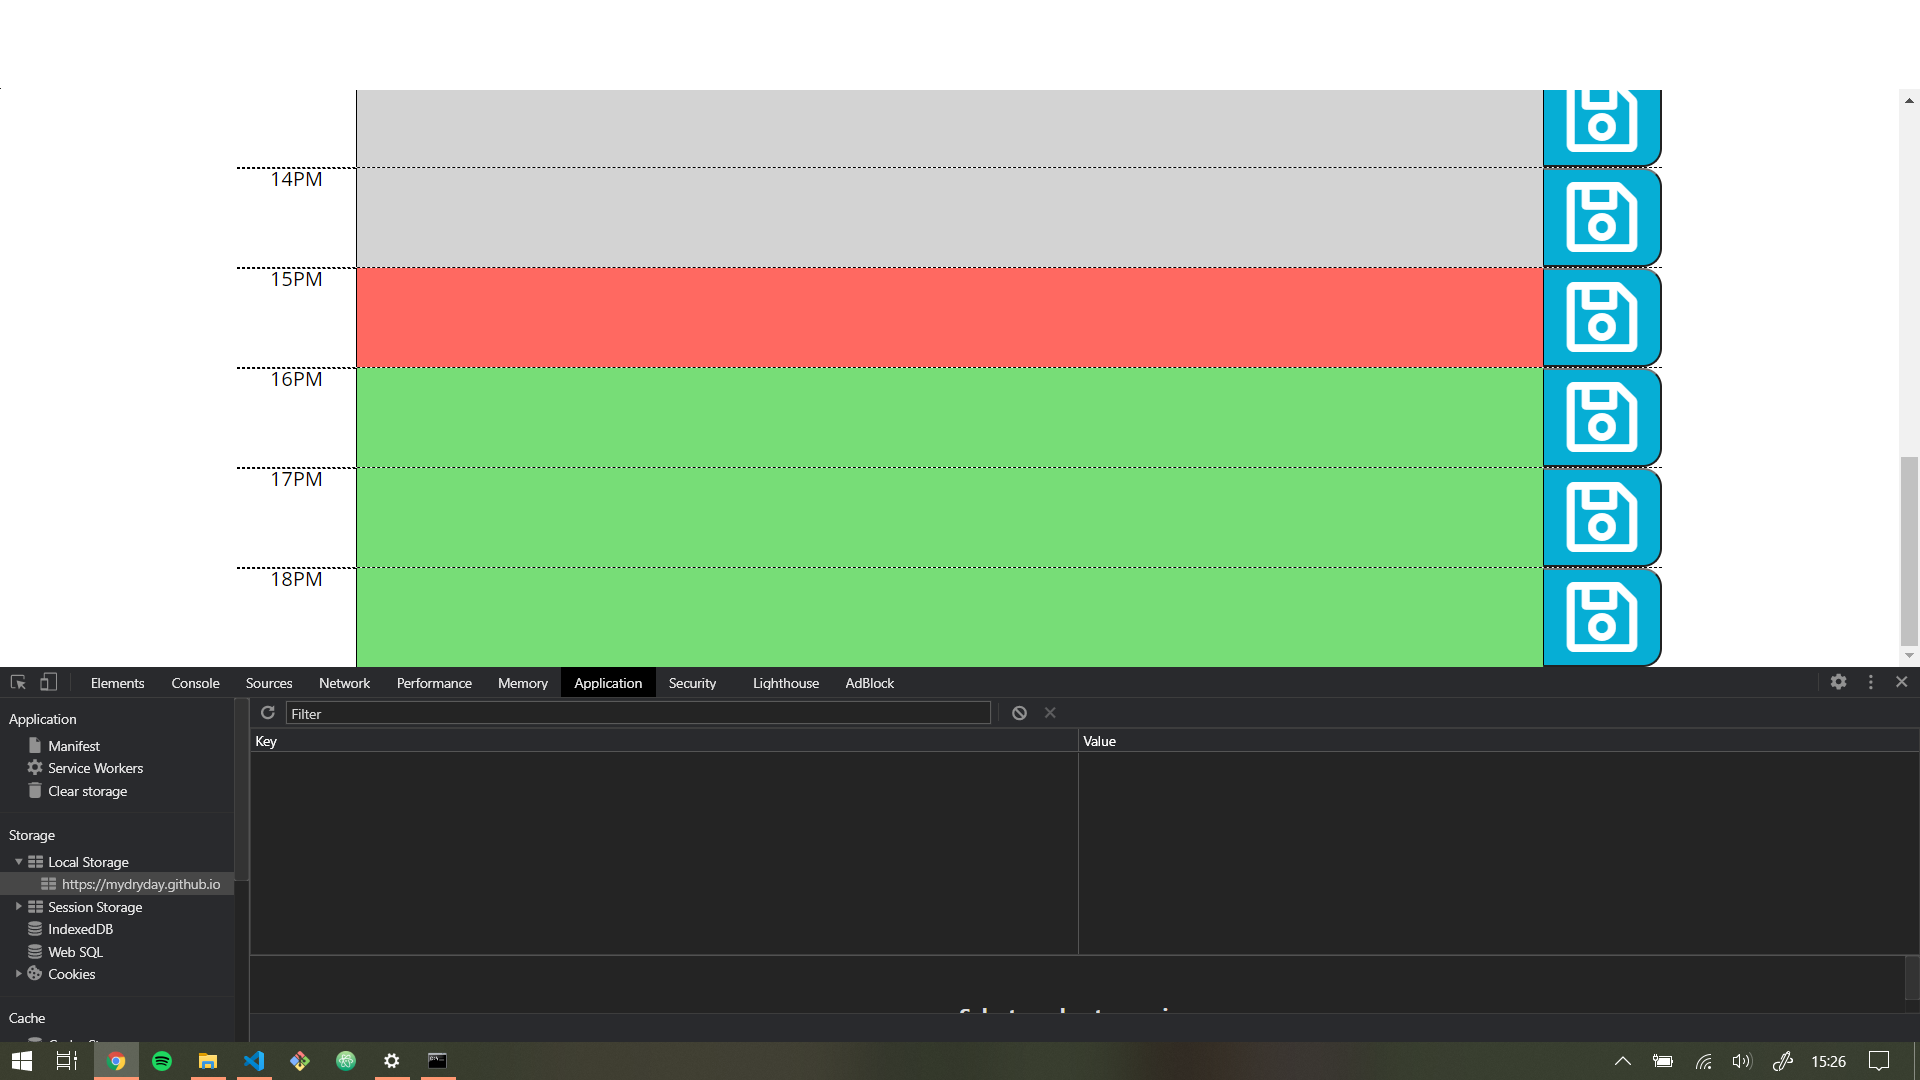 14PM
15PM
16PM
17PM
18PM
Elements Console Sources Network Performance Memory Application Security Lighthouse AdBlock
Application
Filter
Key Value
Manifest
Service Workers
Clear storage
Storage
Local Storage
https://mydryday.github.io
Session Storage
IndexedDB
Web SQL
Cookies
Cache
15:26